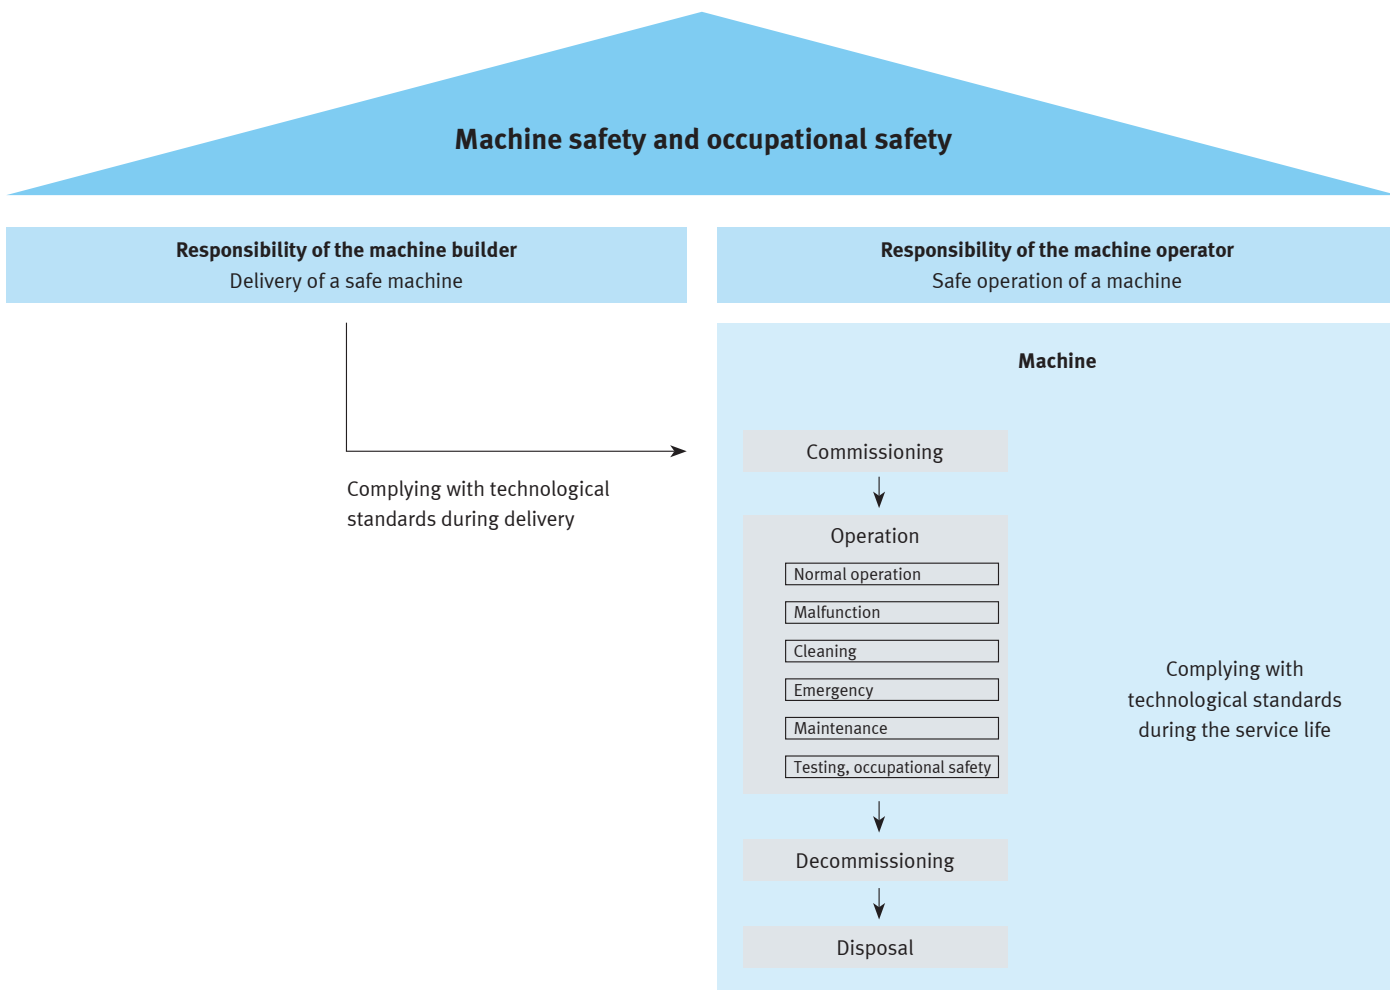 Machine safety and occupational safety
Responsibility of the machine builder
Delivery of a safe machine
Responsibility of the machine operator
Safe operation of a machine
Complying with technological
standards during delivery
Machine
Commissioning
Operation
Normal operation
Malfunction
Cleaning
Emergency
Maintenance
Testing, occupational safety
Decommissioning
Disposal
Complying with
technological standards
during the service life